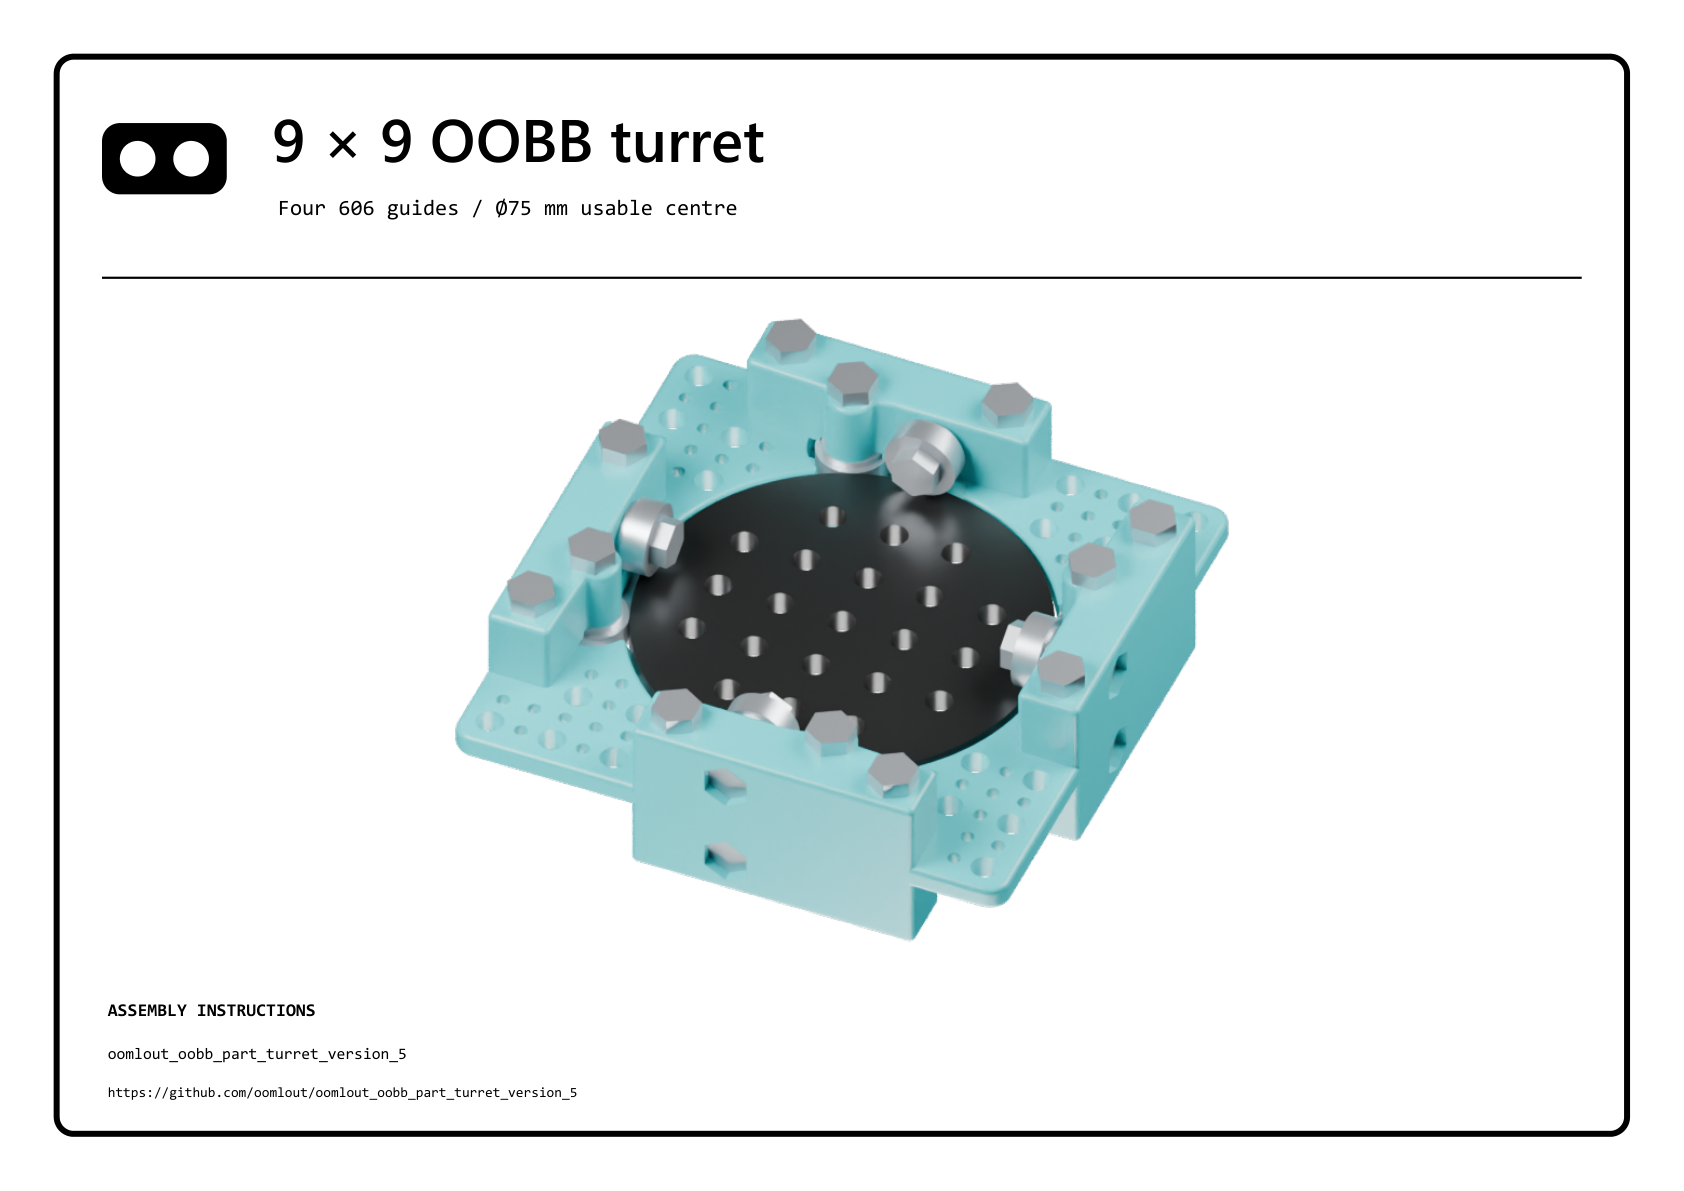 9 × 9 OOBB turret
Four 606 guides / Ø75 mm usable centre
ASSEMBLY INSTRUCTIONS
oomlout_oobb_part_turret_version_5
https://github.com/oomlout/oomlout_oobb_part_turret_version_5